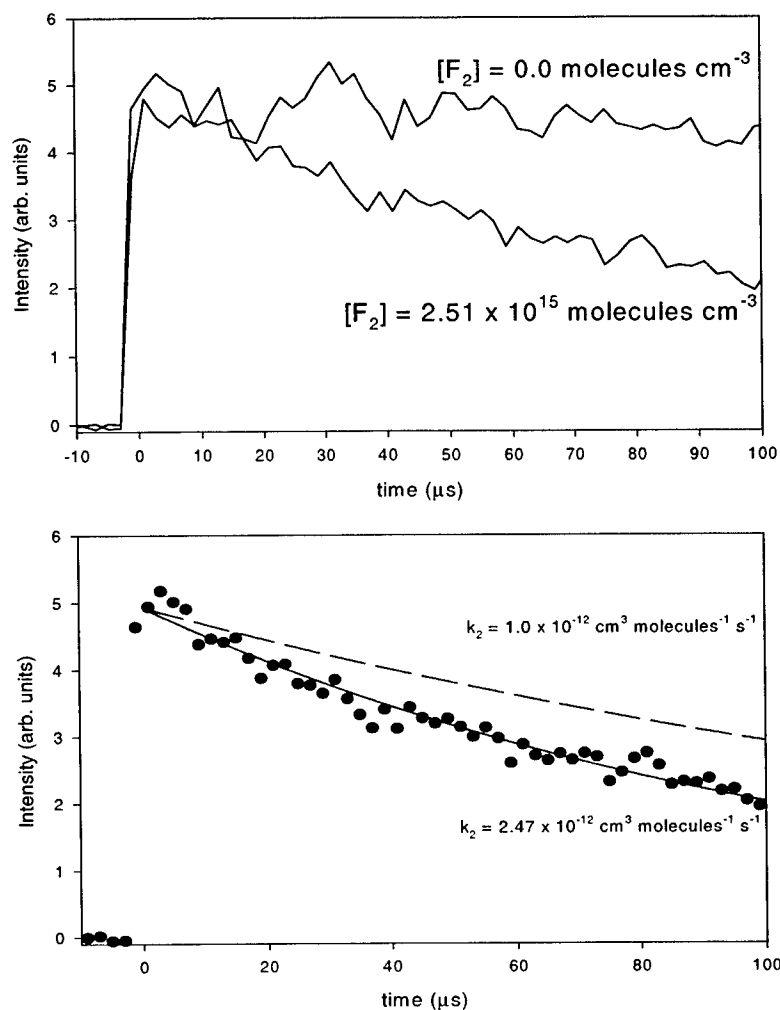 6
5
4
3
2
1
0
Intensity (arb. units)
[F₂] = 0.0 molecules cm⁻³
[F₂] = 2.51 x 10¹⁵ molecules cm⁻³
-10 0 10 20 30 40 50 60 70 80 90 100
time (μs)
6
5
4
3
2
1
0
Intensity (arb. units)
k₂ = 1.0 x 10⁻¹² cm³ molecules⁻¹ s⁻¹
k₂ = 2.47 x 10⁻¹² cm³ molecules⁻¹ s⁻¹
0 20 40 60 80 100
time (μs)